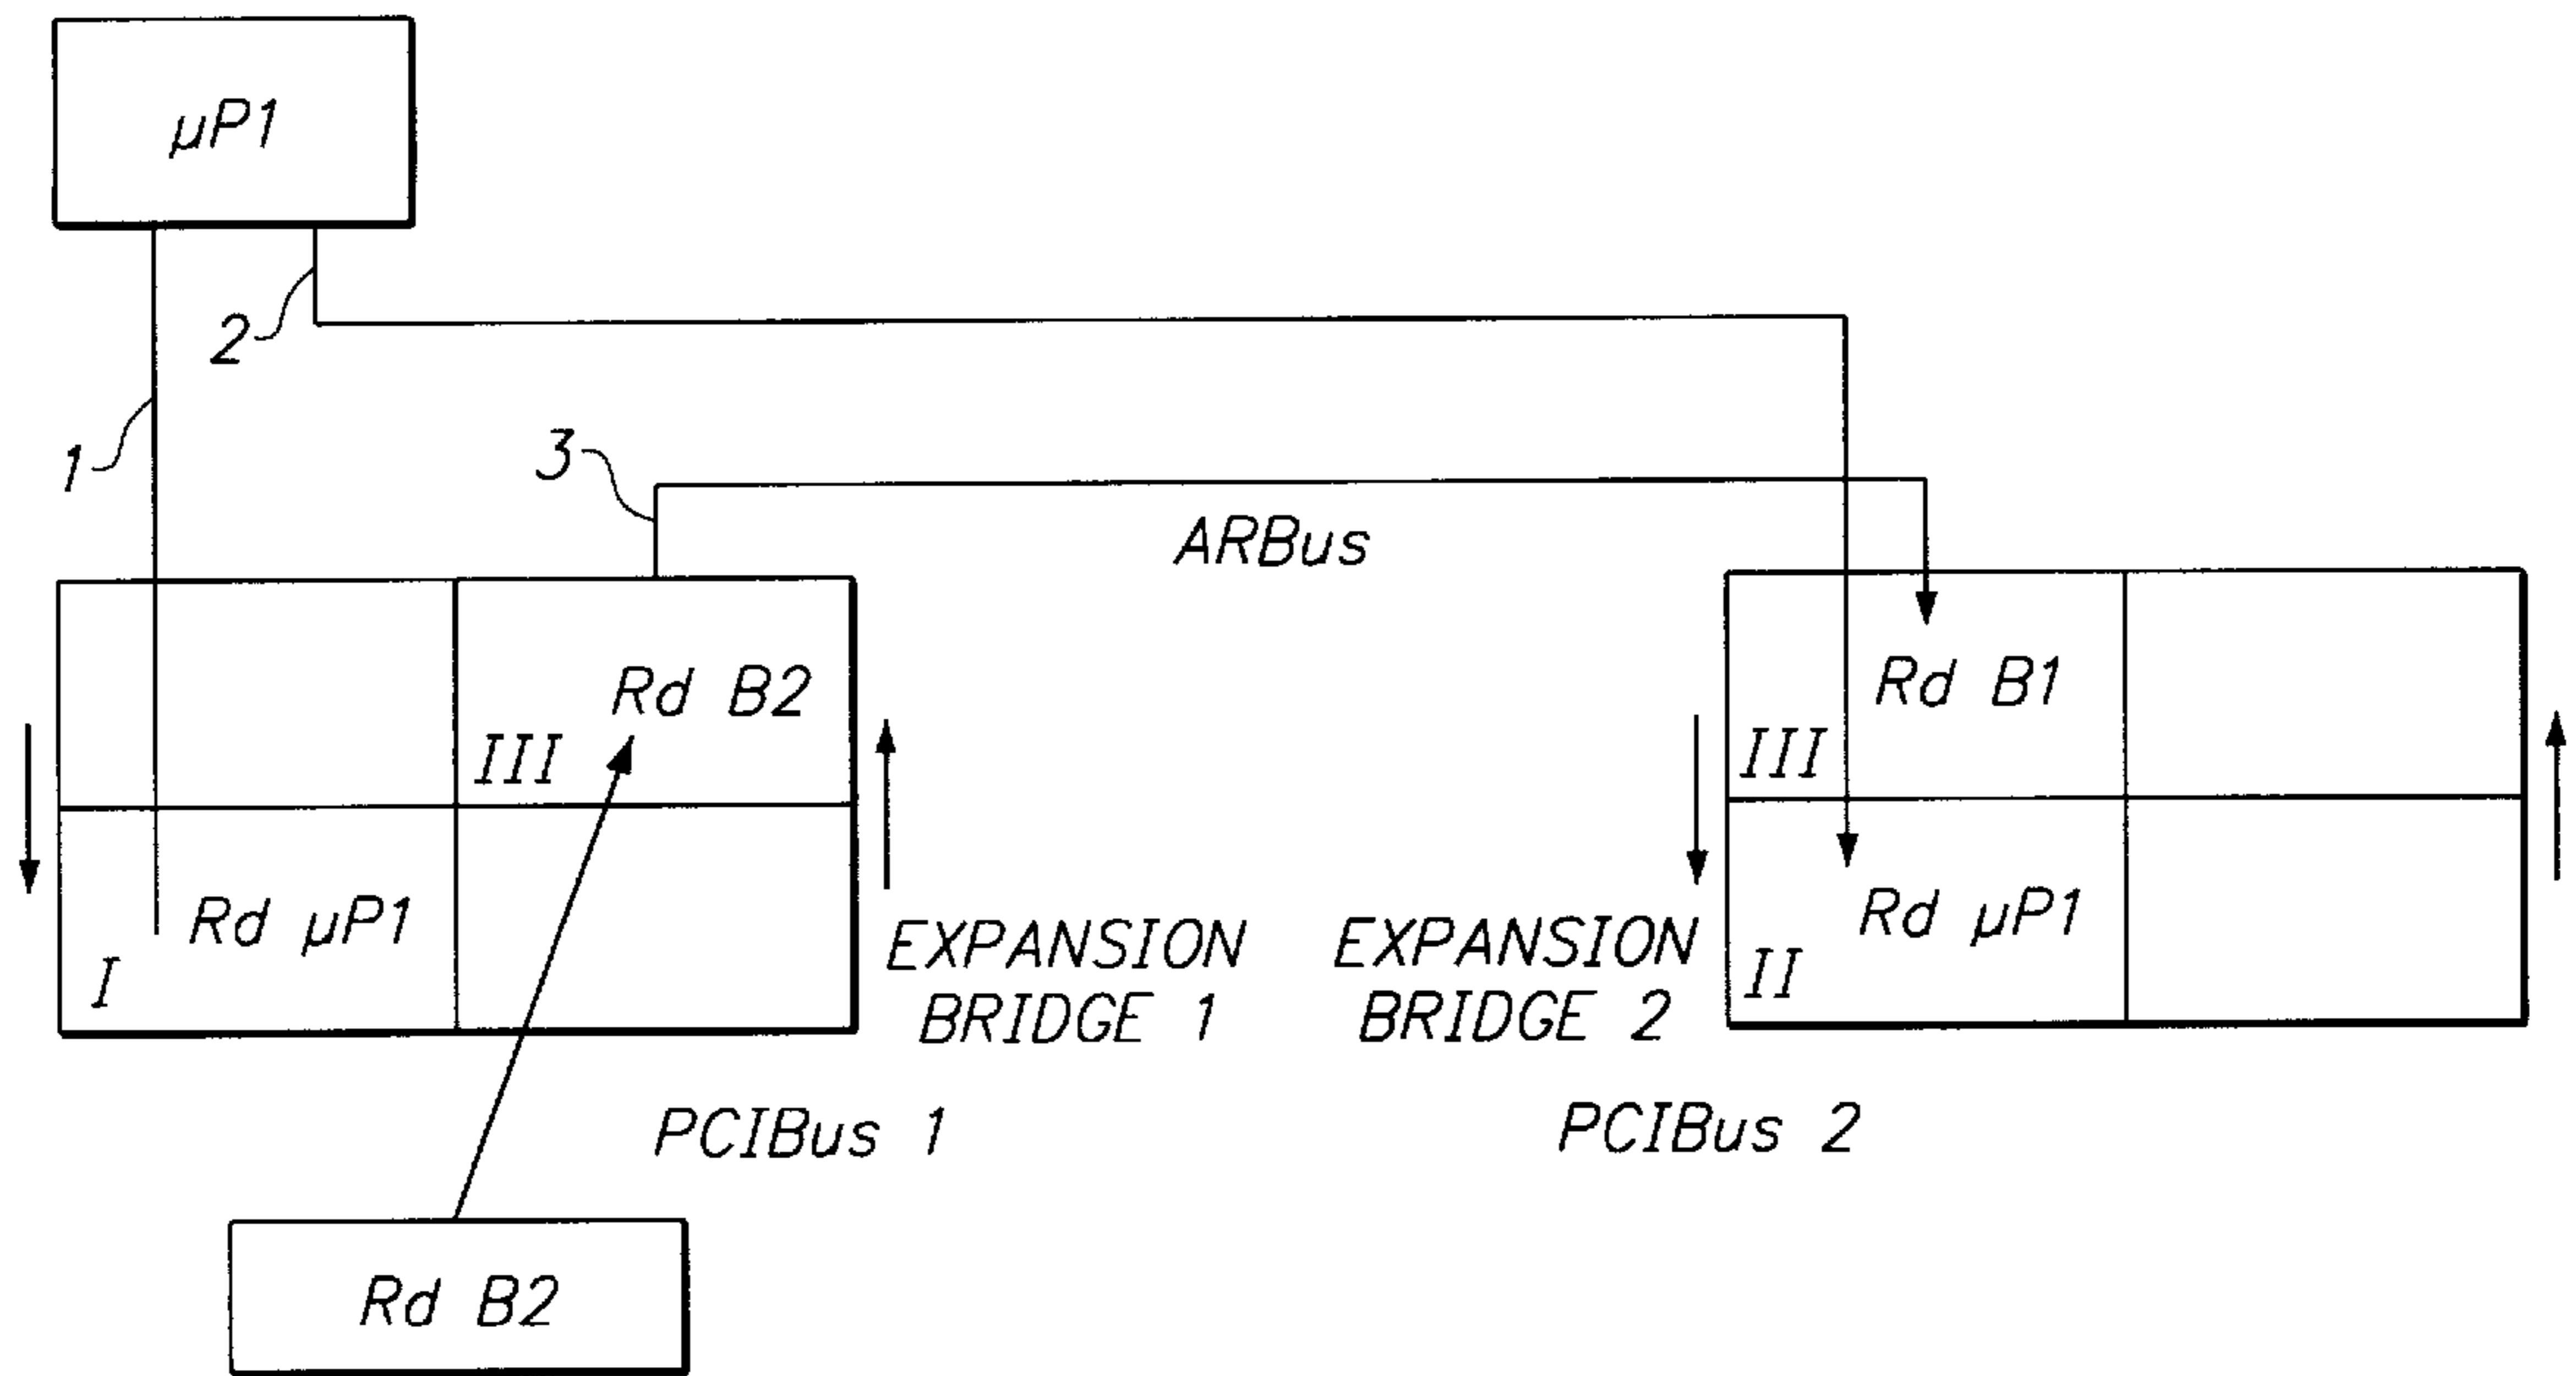 µP1
2
1
3
ARBus
Rd B2
III
Rd B1
III
Rd µP1
I
EXPANSION
BRIDGE 1
EXPANSION
BRIDGE 2
Rd µP1
II
PCIBus 1
PCIBus 2
Rd B2